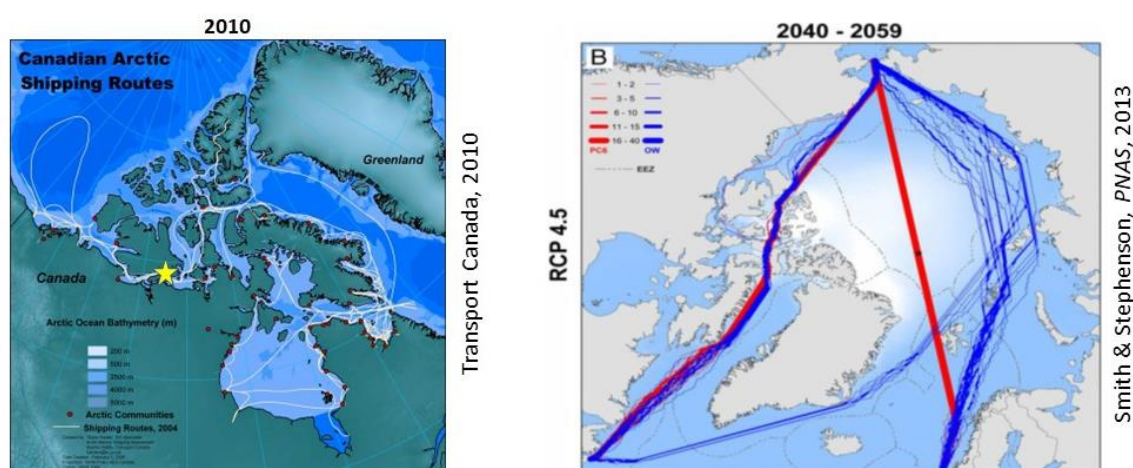 2010
Canadian Arctic
Shipping Routes
Greenland
Canada
Arctic Ocean Bathymetry (m)
200 m
500 m
2500 m
4000 m
5000 m
Arctic Communities
Shipping Routes, 2004
Transport Canada, 2010
2040 - 2059
B
1 - 2
3 - 5
6 - 10
11 - 15
16 - 40
PC6 OW
EEZ
RCP 4.5
Smith & Stephenson, PNAS, 2013